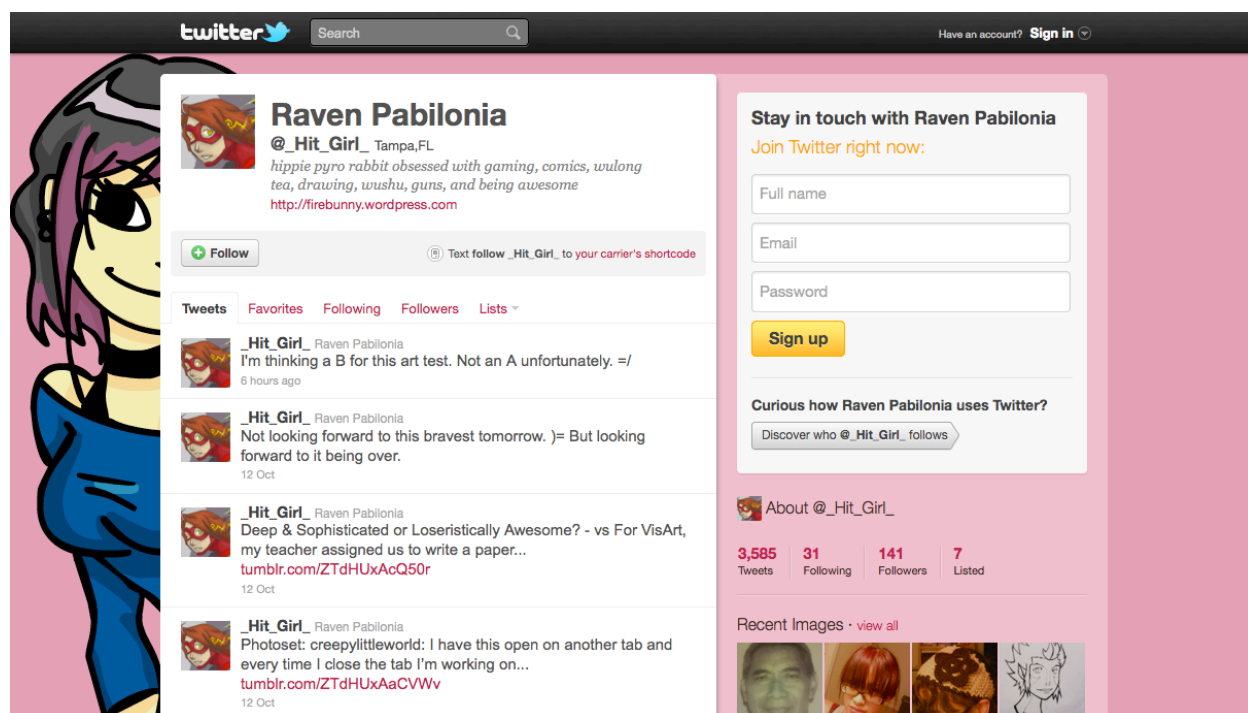 twitter
Search
Have an account? Sign in
Raven Pabilonia
@_Hit_Girl_ Tampa,FL
hippie pyro rabbit obsessed with gaming, comics, wulong
tea, drawing, wushu, guns, and being awesome
http://firebunny.wordpress.com
Follow
Text follow _Hit_Girl_ to your carrier's shortcode
Tweets Favorites Following Followers Lists
_Hit_Girl_ Raven Pabilonia
I'm thinking a B for this art test. Not an A unfortunately. =/
6 hours ago
_Hit_Girl_ Raven Pabilonia
Not looking forward to this bravest tomorrow. )= But looking
forward to it being over.
12 Oct
_Hit_Girl_ Raven Pabilonia
Deep & Sophisticated or Loseristically Awesome? - vs For VisArt,
my teacher assigned us to write a paper...
tumblr.com/ZTdHUxAcQ50r
12 Oct
_Hit_Girl_ Raven Pabilonia
Photoset: creepylittleworld: I have this open on another tab and
every time I close the tab I'm working on...
tumblr.com/ZTdHUxAaCVWv
12 Oct
Stay in touch with Raven Pabilonia
Join Twitter right now:
Full name
Email
Password
Sign up
Curious how Raven Pabilonia uses Twitter?
Discover who @_Hit_Girl_ follows
About @_Hit_Girl_
3,585 31 141 7
Tweets Following Followers Listed
Recent Images · view all